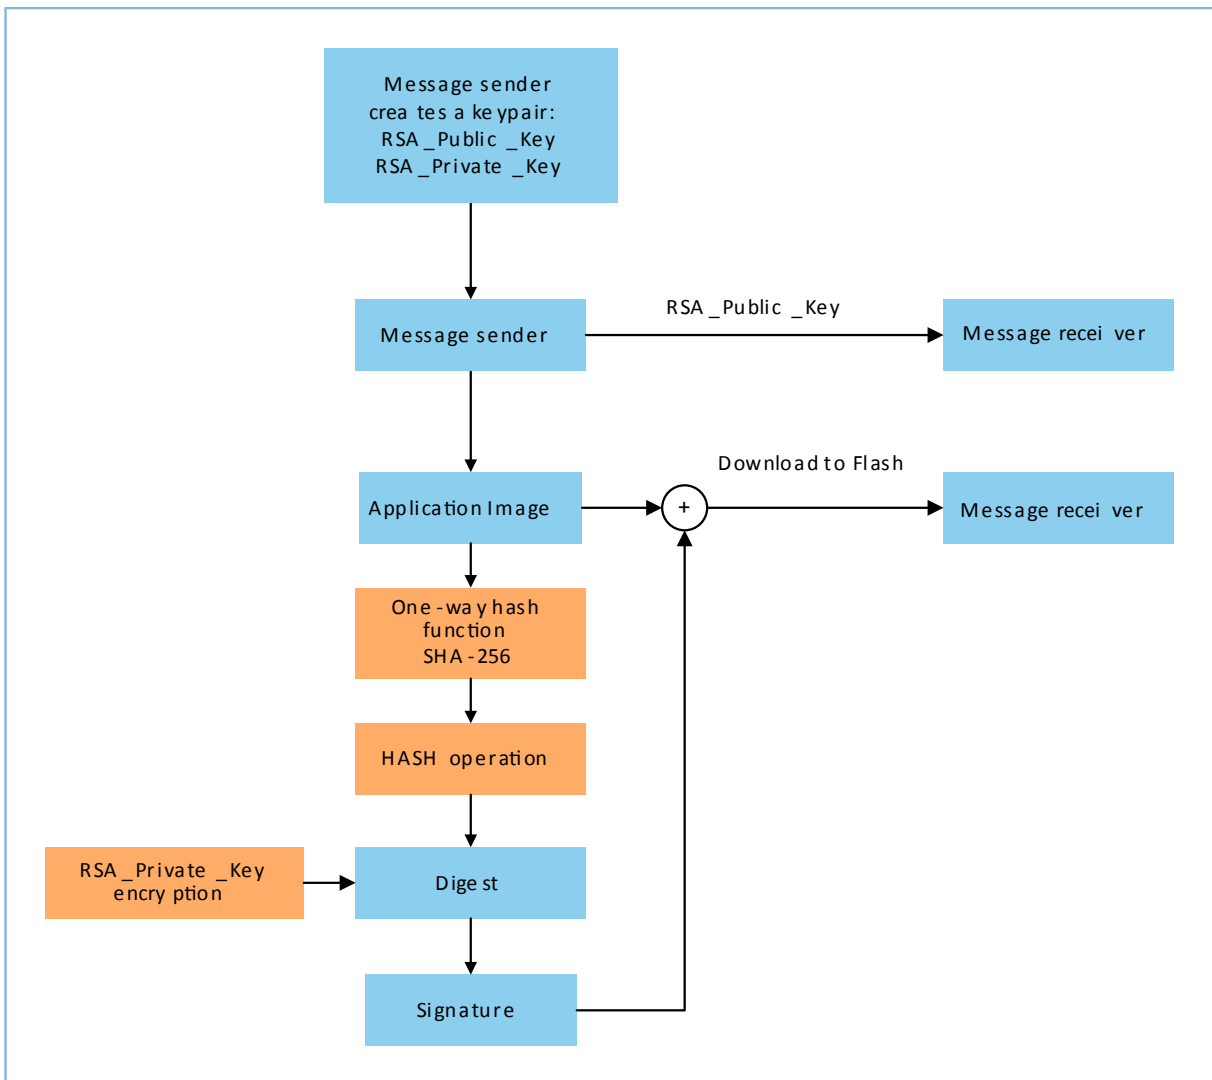 Message sender
creates a keypair:
RSA_Public_Key
RSA_Private_Key
RSA_Public_Key
Message sender
Message receiver
Download to Flash
Application Image
+
Message receiver
One-way hash
function
SHA-256
HASH operation
RSA_Private_Key
encryption
Digest
Signature